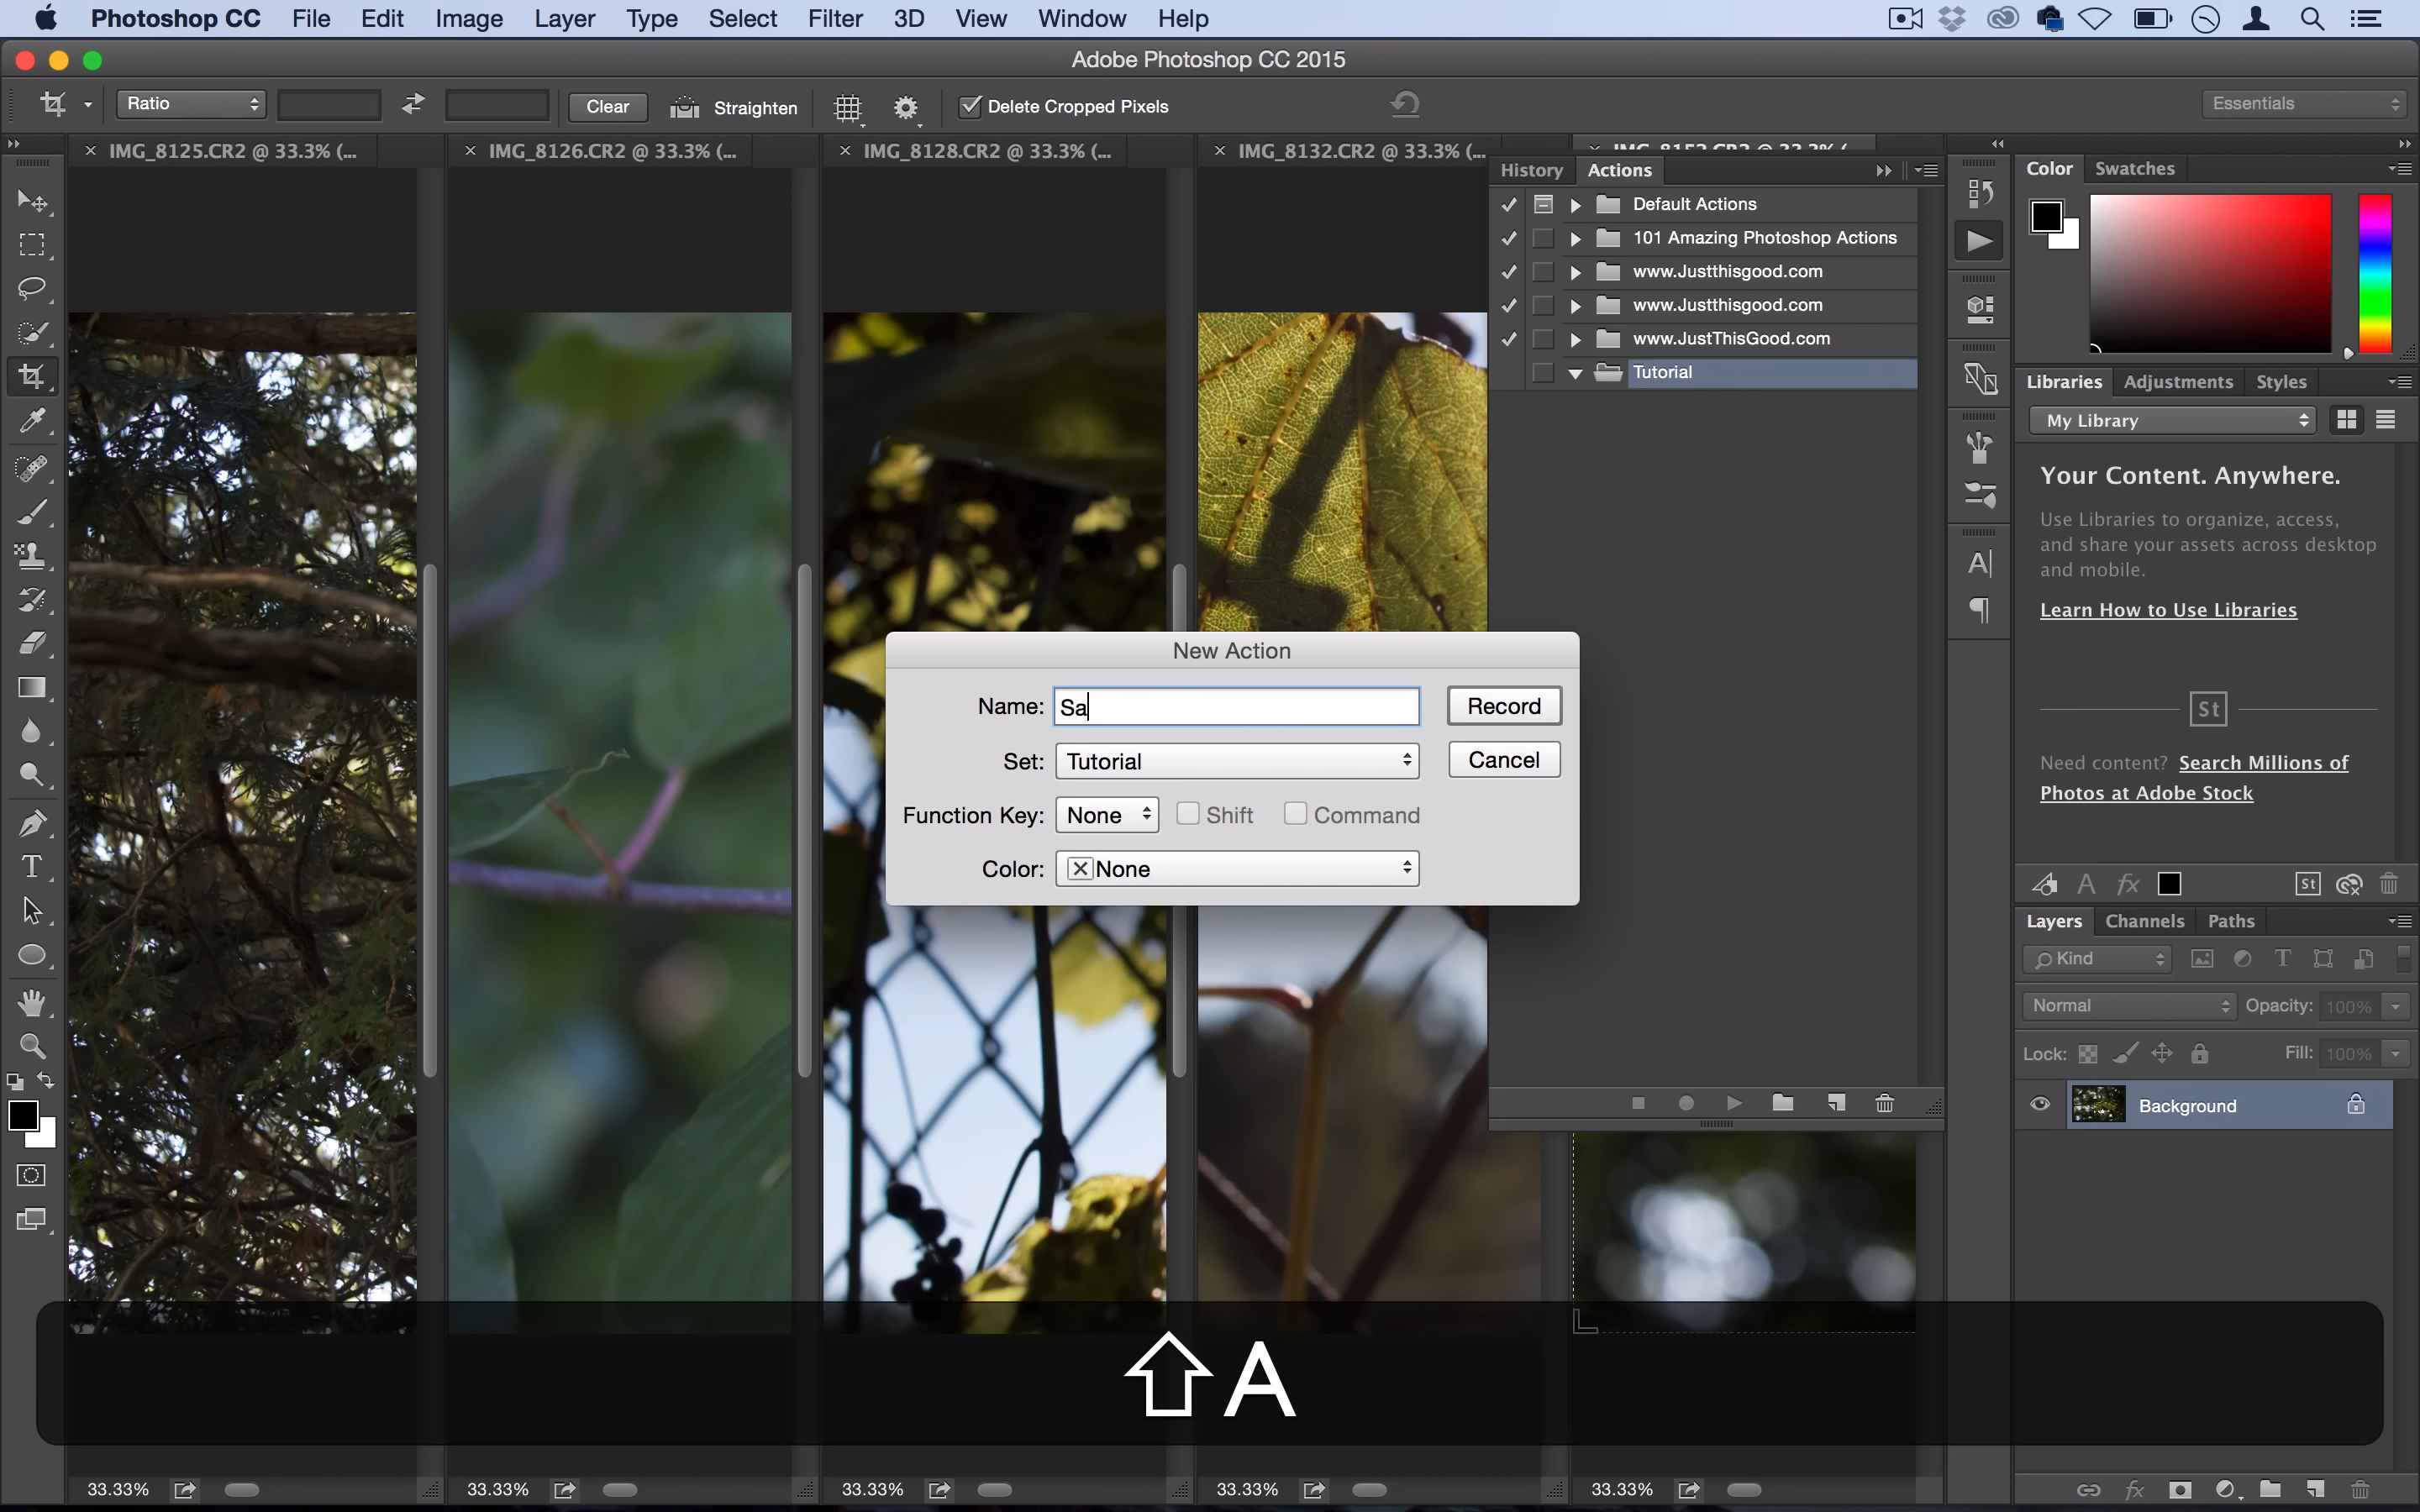 Photoshop CC File Edit Image Layer Type Select Filter 3D View Window Help
Adobe Photoshop CC 2015
Ratio Clear Straighten Delete Cropped Pixels Essentials
IMG_8125.CR2 @ 33.3% (...
IMG_8126.CR2 @ 33.3% (...
IMG_8128.CR2 @ 33.3% (...
IMG_8132.CR2 @ 33.3% (...
History Actions
Default Actions
101 Amazing Photoshop Actions
www.Justthisgood.com
www.Justthisgood.com
www.JustThisGood.com
Tutorial
Color Swatches
Libraries Adjustments Styles
My Library
Your Content. Anywhere.
Use Libraries to organize, access,
and share your assets across desktop
and mobile.
Learn How to Use Libraries
St
Need content? Search Millions of
Photos at Adobe Stock
St
Layers Channels Paths
Kind
Normal Opacity: 100%
Lock: Fill: 100%
Background
New Action
Name: Sa Record
Set: Tutorial Cancel
Function Key: None Shift Command
Color: None
⇧A
33.33% 33.33% 33.33% 33.33% 33.33%